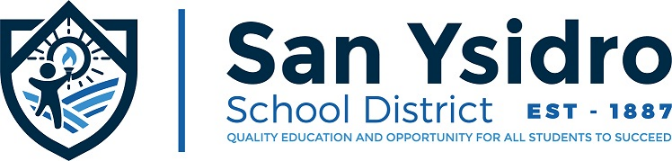 San Ysidro
School District EST - 1887
QUALITY EDUCATION AND OPPORTUNITY FOR ALL STUDENTS TO SUCCEED